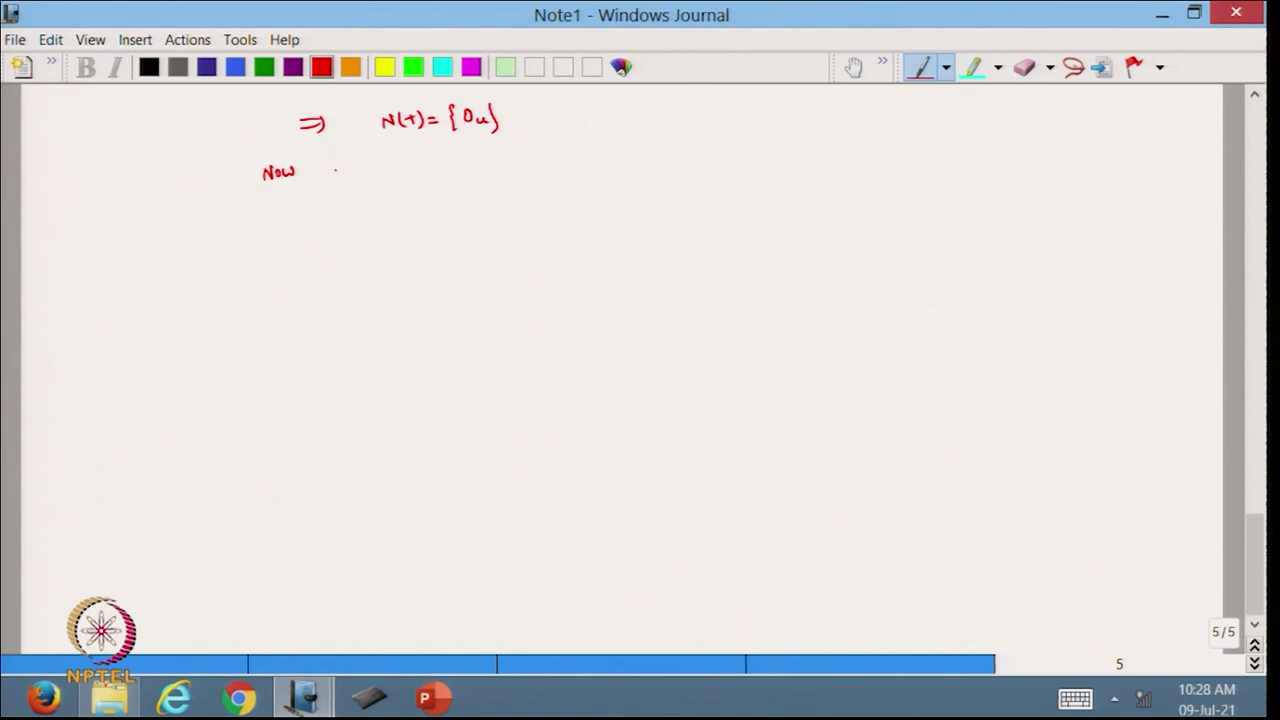 Note1 - Windows Journal
File Edit View Insert Actions Tools Help
B I
⇒ N(T) = {0u}
Now
5/5
5
NPTEL
10:28 AM
09-Jul-21